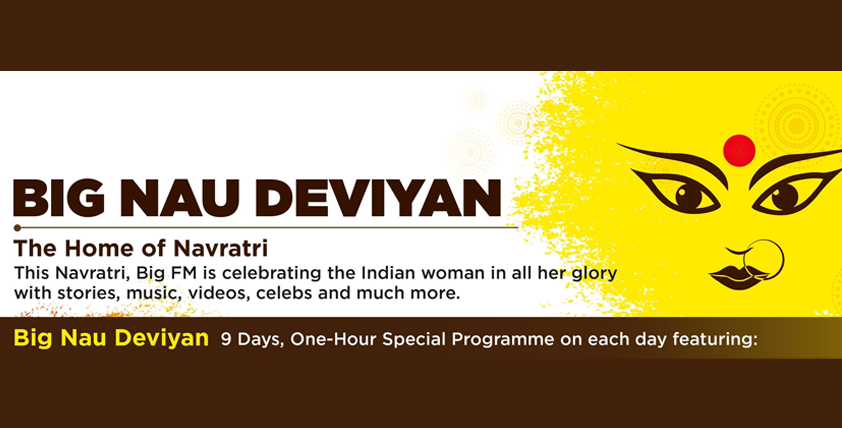 BIG NAU DEVIYAN
The Home of Navratri
This Navratri, Big FM is celebrating the Indian woman in all her glory
with stories, music, videos, celebs and much more.
Big Nau Deviyan 9 Days, One-Hour Special Programme on each day featuring: